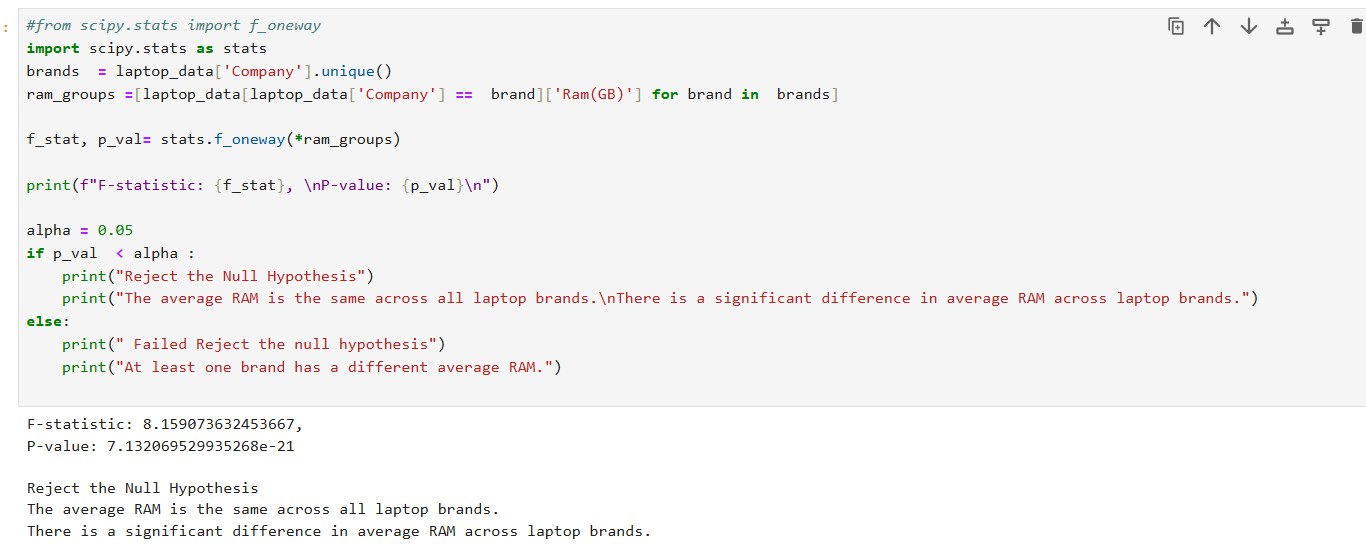 :
#from scipy.stats import f_oneway
import scipy.stats as stats
brands  = laptop_data['Company'].unique()
ram_groups =[laptop_data[laptop_data['Company'] ==  brand]['Ram(GB)'] for brand in  brands]
f_stat, p_val= stats.f_oneway(*ram_groups)
print(f"F-statistic: {f_stat}, \nP-value: {p_val}\n")
alpha = 0.05
if p_val  < alpha :
    print("Reject the Null Hypothesis")
    print("The average RAM is the same across all laptop brands.\nThere is a significant difference in average RAM across laptop brands.")
else:
    print(" Failed Reject the null hypothesis")
    print("At least one brand has a different average RAM.")
F-statistic: 8.159073632453667,
P-value: 7.132069529935268e-21
Reject the Null Hypothesis
The average RAM is the same across all laptop brands.
There is a significant difference in average RAM across laptop brands.